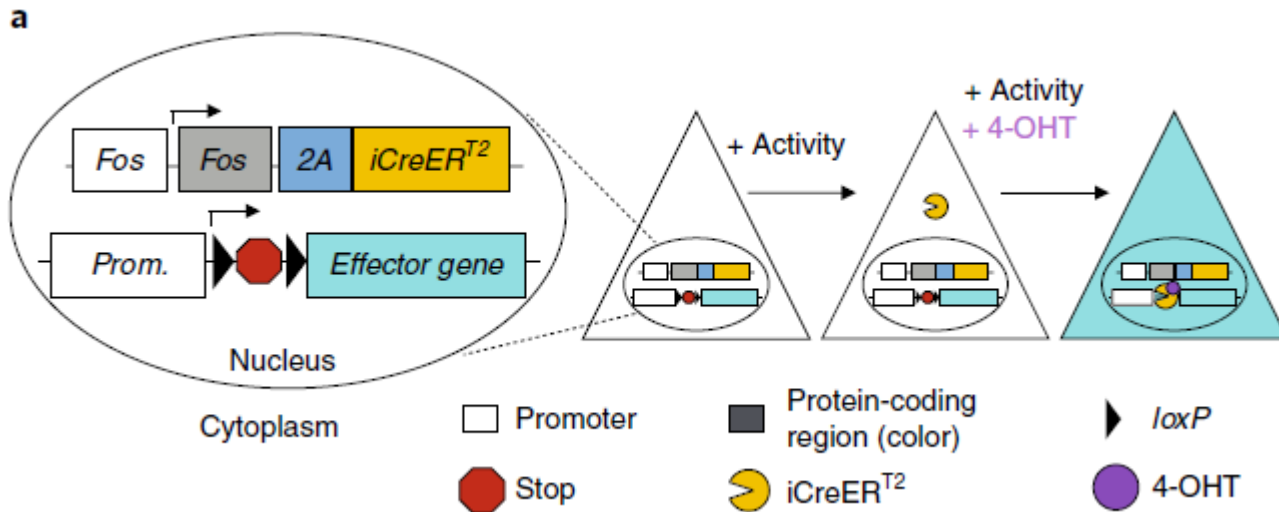 a
Fos Fos 2A iCreER^T2
Prom. Effector gene
Nucleus
Cytoplasm
+ Activity
+ Activity
+ 4-OHT
Promoter
Protein-coding
region (color)
loxP
Stop
iCreER^T2
4-OHT